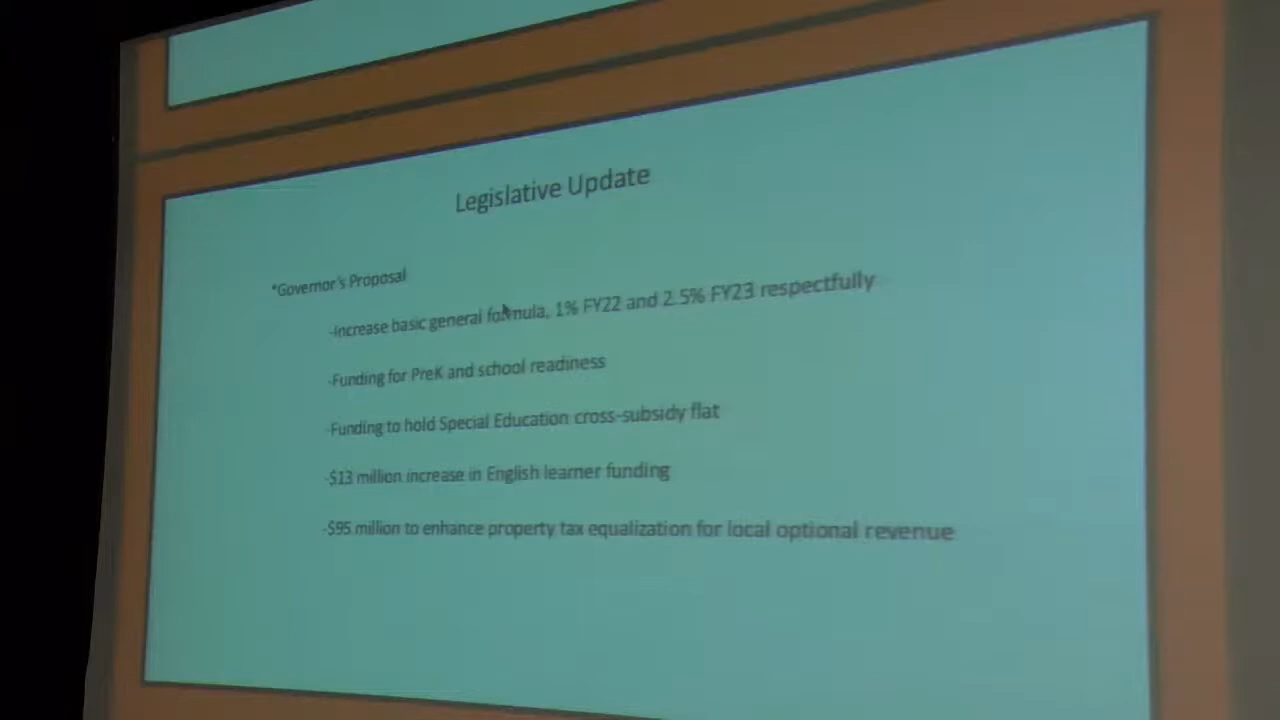 Legislative Update
*Governor's Proposal
-Increase basic general formula, 1% FY22 and 2.5% FY23 respectfully
-Funding for PreK and school readiness
-Funding to hold Special Education cross-subsidy flat
-$13 million increase in English learner funding
-$95 million to enhance property tax equalization for local optional revenue